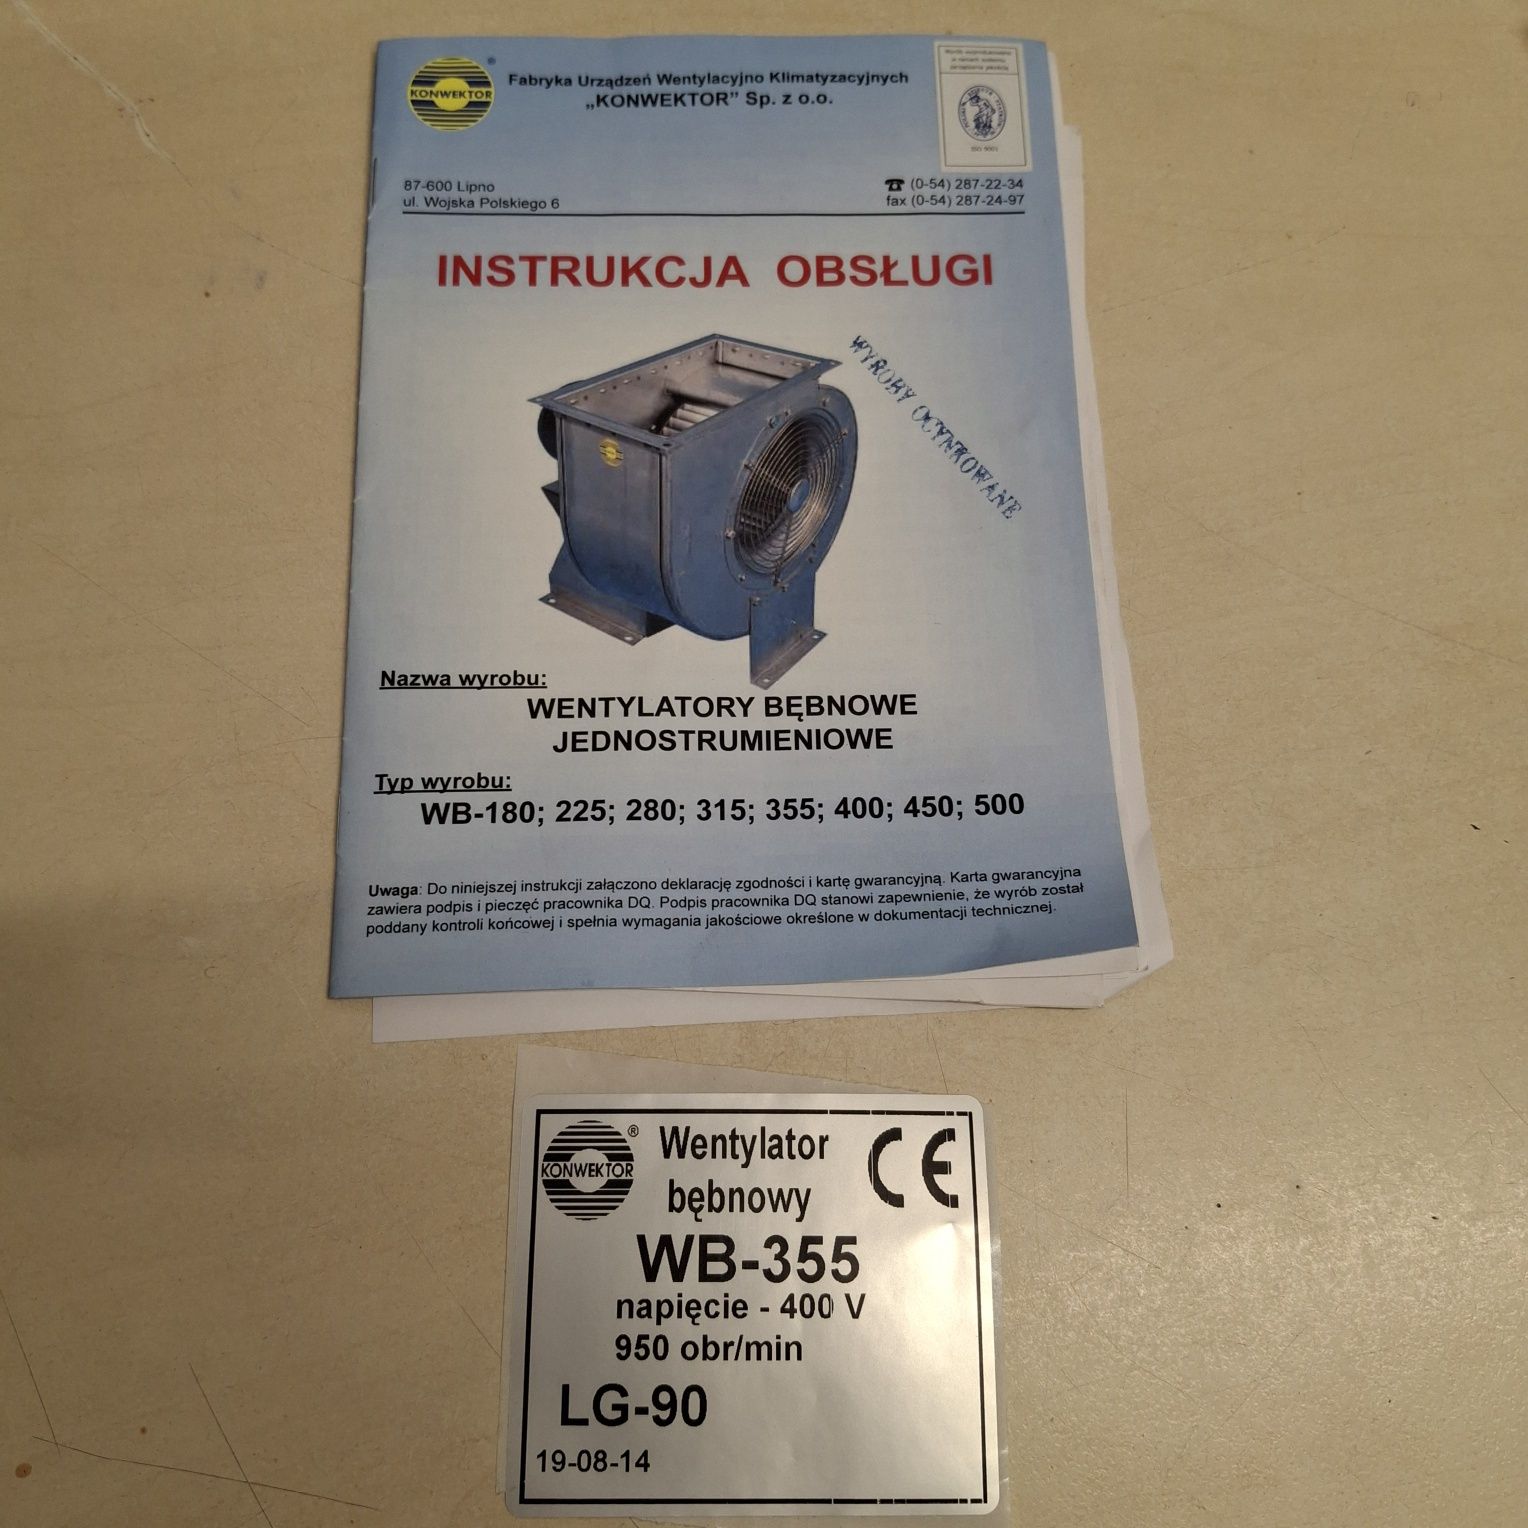 KONWEKTOR
®
Fabryka Urządzeń Wentylacyjno Klimatyzacyjnych
„KONWEKTOR” Sp. z o.o.
ISO 9001
87-600 Lipno
ul. Wojska Polskiego 6
☎ (0-54) 287-22-34
fax (0-54) 287-24-97
INSTRUKCJA OBSŁUGI
WYROBY OCYNKOWANE
Nazwa wyrobu:
WENTYLATORY BĘBNOWE
JEDNOSTRUMIENIOWE
Typ wyrobu:
WB-180; 225; 280; 315; 355; 400; 450; 500
Uwaga: Do niniejszej instrukcji załączono deklarację zgodności i kartę gwarancyjną. Karta gwarancyjna
zawiera podpis i pieczęć pracownika DQ. Podpis pracownika DQ stanowi zapewnienie, że wyrób został
poddany kontroli końcowej i spełnia wymagania jakościowe określone w dokumentacji technicznej.
KONWEKTOR
®
Wentylator
bębnowy
CE
WB-355
napięcie - 400 V
950 obr/min
LG-90
19-08-14